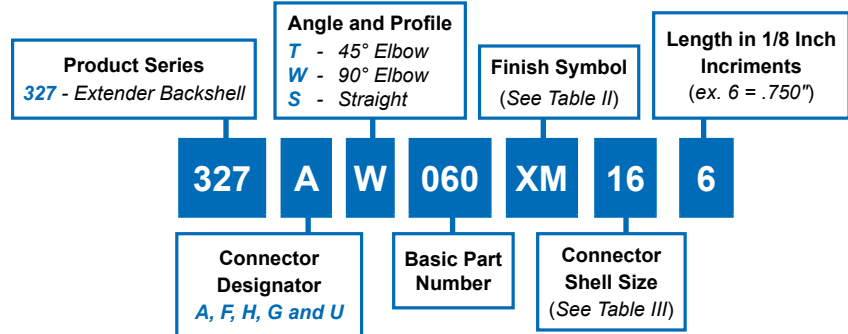 Product Series
327 - Extender Backshell
Angle and Profile
T - 45° Elbow
W - 90° Elbow
S - Straight
Finish Symbol
(See Table II)
Length in 1/8 Inch
Incriments
(ex. 6 = .750")
327 A W 060 XM 16 6
Connector
Designator
A, F, H, G and U
Basic Part
Number
Connector
Shell Size
(See Table III)